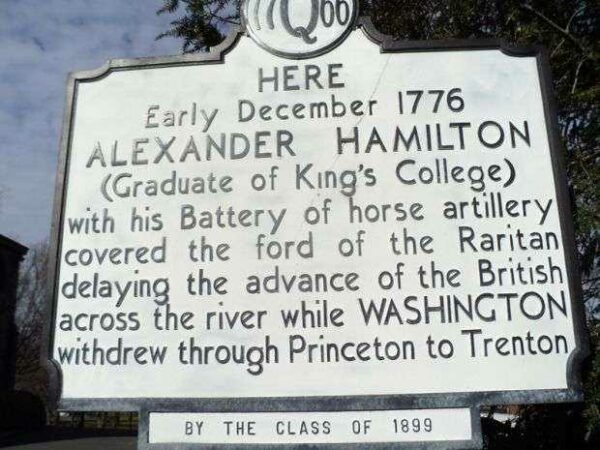 17Q66
HERE
Early December 1776
ALEXANDER HAMILTON
(Graduate of King's College)
with his Battery of horse artillery
covered the ford of the Raritan
delaying the advance of the British
across the river while WASHINGTON
withdrew through Princeton to Trenton
BY THE CLASS OF 1899